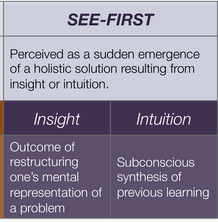 SEE-FIRST
Perceived as a sudden emergence
of a holistic solution resulting from
insight or intuition.
Insight
Intuition
Outcome of
restructuring
one's mental
representation of
a problem
Subconscious
synthesis of
previous learning